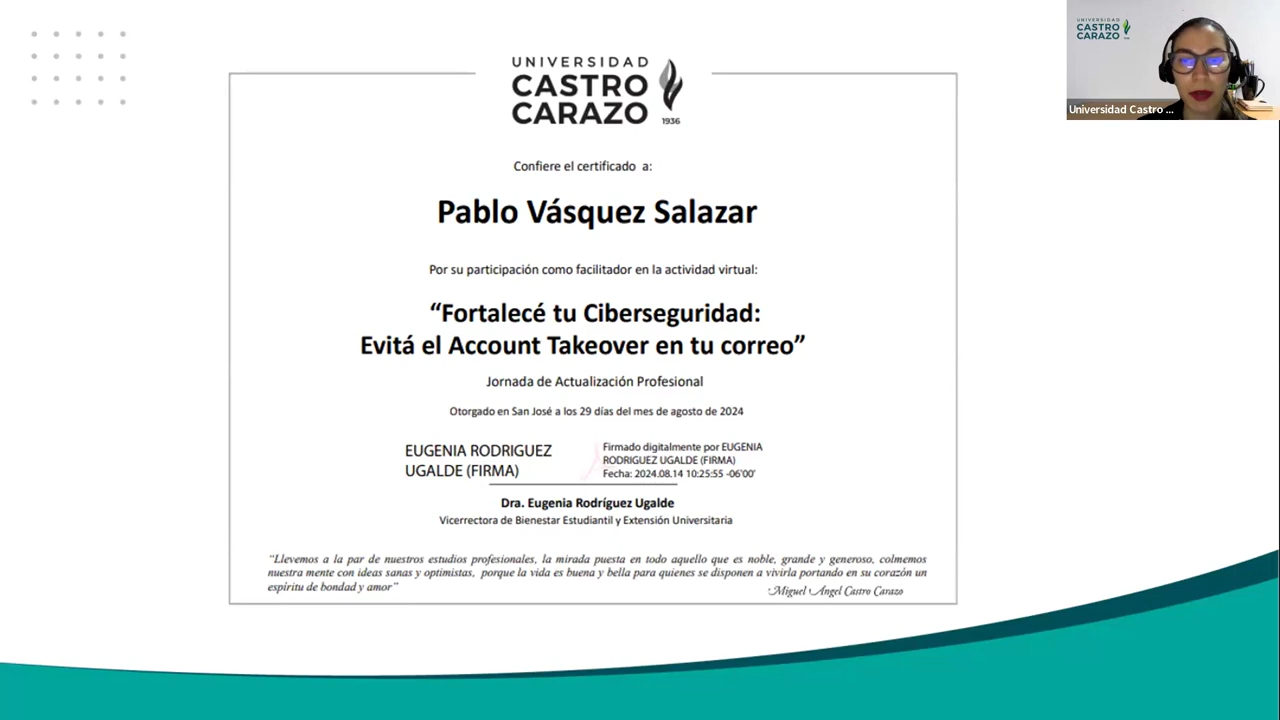 UNIVERSIDAD
CASTRO
CARAZO
1936
Confiere el certificado a:
Pablo Vásquez Salazar
Por su participación como facilitador en la actividad virtual:
“Fortalecé tu Ciberseguridad:
Evitá el Account Takeover en tu correo”
Jornada de Actualización Profesional
Otorgado en San José a los 29 días del mes de agosto de 2024
EUGENIA RODRIGUEZ
UGALDE (FIRMA)
Firmado digitalmente por EUGENIA
RODRIGUEZ UGALDE (FIRMA)
Fecha: 2024.08.14 10:25:55 -06'00'
Dra. Eugenia Rodríguez Ugalde
Vicerrectora de Bienestar Estudiantil y Extensión Universitaria
“Llevemos a la par de nuestros estudios profesionales, la mirada puesta en todo aquello que es noble, grande y generoso, colmemos
nuestra mente con ideas sanas y optimistas, porque la vida es buena y bella para quienes se disponen a vivirla portando en su corazón un
espíritu de bondad y amor”
Miguel Ángel Castro Carazo
UNIVERSIDAD
CASTRO
CARAZO
Universidad Castro ...